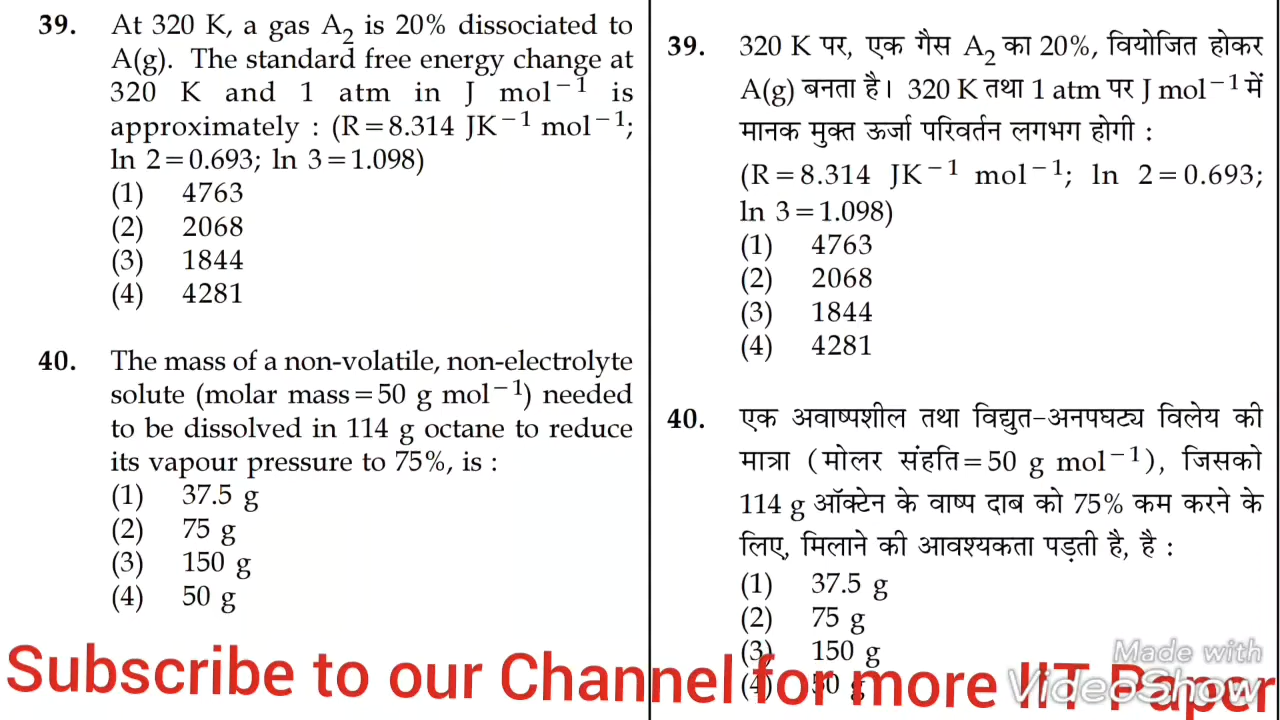 39. At 320 K, a gas A₂ is 20% dissociated to
A(g). The standard free energy change at
320 K and 1 atm in J mol⁻¹ is
approximately : (R=8.314 JK⁻¹ mol⁻¹;
ln 2=0.693; ln 3=1.098)
(1) 4763
(2) 2068
(3) 1844
(4) 4281
40. The mass of a non-volatile, non-electrolyte
solute (molar mass=50 g mol⁻¹) needed
to be dissolved in 114 g octane to reduce
its vapour pressure to 75%, is :
(1) 37.5 g
(2) 75 g
(3) 150 g
(4) 50 g
39. 320 K पर, एक गैस A₂ का 20%, वियोजित होकर
A(g) बनता है। 320 K तथा 1 atm पर J mol⁻¹ में
मानक मुक्त ऊर्जा परिवर्तन लगभग होगी :
(R=8.314 JK⁻¹ mol⁻¹; ln 2=0.693;
ln 3=1.098)
(1) 4763
(2) 2068
(3) 1844
(4) 4281
40. एक अवाष्पशील तथा विद्युत-अनपघट्य विलेय की
मात्रा (मोलर संहति=50 g mol⁻¹), जिसको
114 g ऑक्टेन के वाष्प दाब को 75% कम करने के
लिए, मिलाने की आवश्यकता पड़ती है, है :
(1) 37.5 g
(2) 75 g
(3) 150 g
(4) 50 g
Subscribe to our Channel for more IIT Paper
Made with
VideoShow